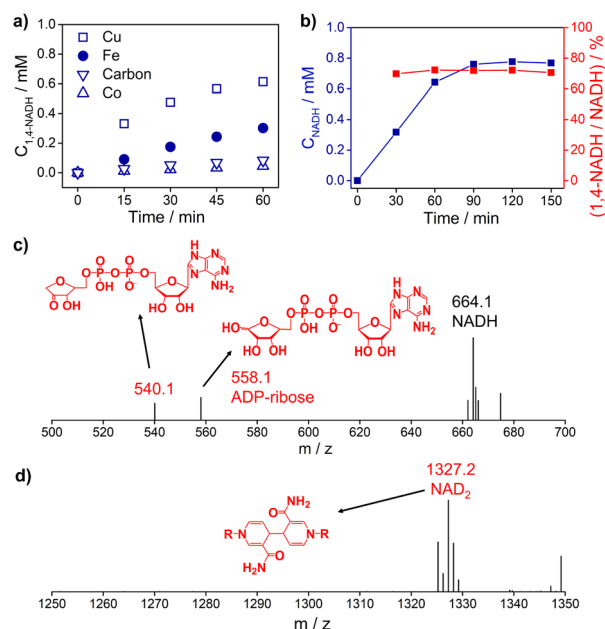 a)
C1,4-NADH / mM
1.0
0.8
0.6
0.4
0.2
0.0
Cu
Fe
Carbon
Co
0 15 30 45 60
Time / min
b)
CNADH / mM
1.0
0.8
0.6
0.4
0.2
0.0
100
80
60
40
20
0
(1,4-NADH / NADH) / %
0 30 60 90 120 150
Time / min
c)
540.1
558.1
ADP-ribose
664.1
NADH
500 520 540 560 580 600 620 640 660 680 700
m / z
d)
1327.2
NAD2
1250 1260 1270 1280 1290 1300 1310 1320 1330 1340 1350
m / z